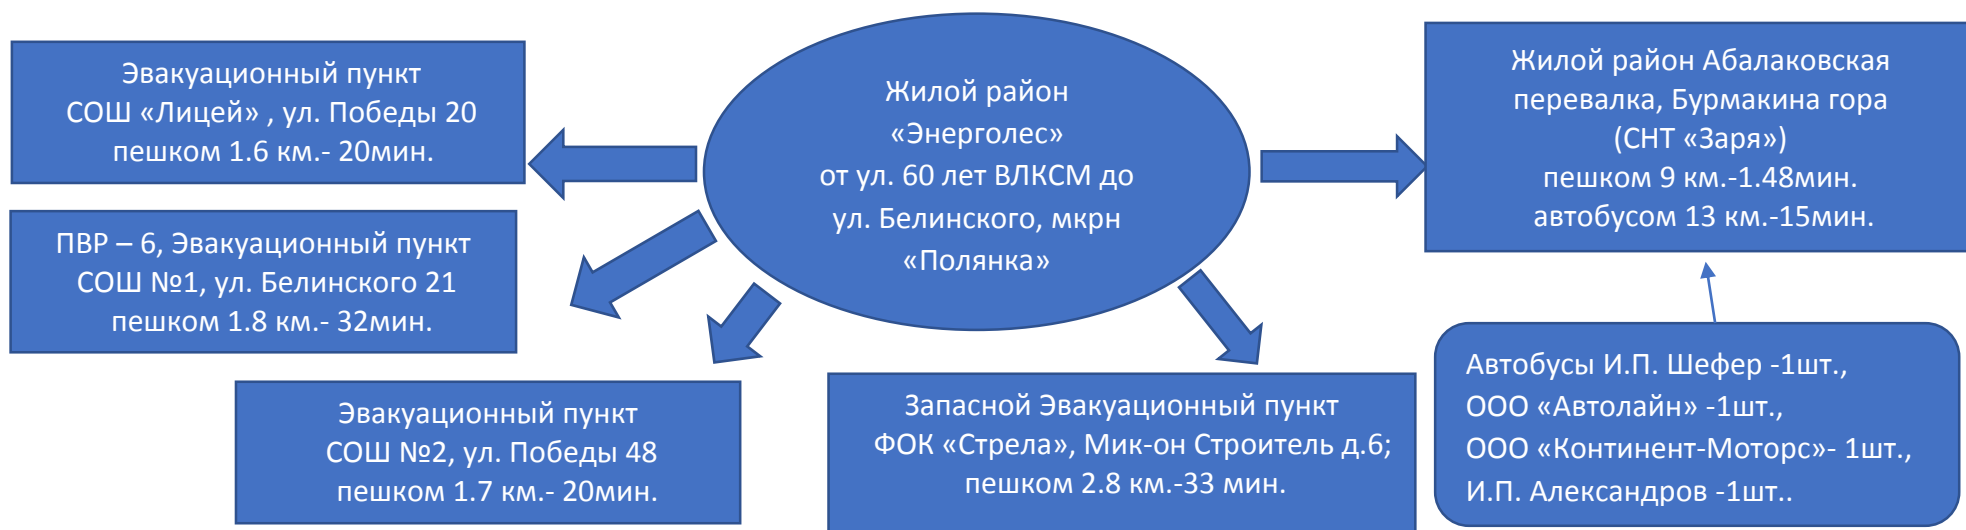 Эвакуационный пункт
СОШ «Лицей» , ул. Победы 20
пешком 1.6 км.- 20мин.
ПВР – 6, Эвакуационный пункт
СОШ №1, ул. Белинского 21
пешком 1.8 км.- 32мин.
Эвакуационный пункт
СОШ №2, ул. Победы 48
пешком 1.7 км.- 20мин.
Жилой район
«Энерголес»
от ул. 60 лет ВЛКСМ до
ул. Белинского, мкрн
«Полянка»
Запасной Эвакуационный пункт
ФОК «Стрела», Мик-он Строитель д.6;
пешком 2.8 км.-33 мин.
Жилой район Абалаковская
перевалка, Бурмакина гора
(СНТ «Заря»)
пешком 9 км.-1.48мин.
автобусом 13 км.-15мин.
Автобусы И.П. Шефер -1шт.,
ООО «Автолайн» -1шт.,
ООО «Континент-Моторс»- 1шт.,
И.П. Александров -1шт..